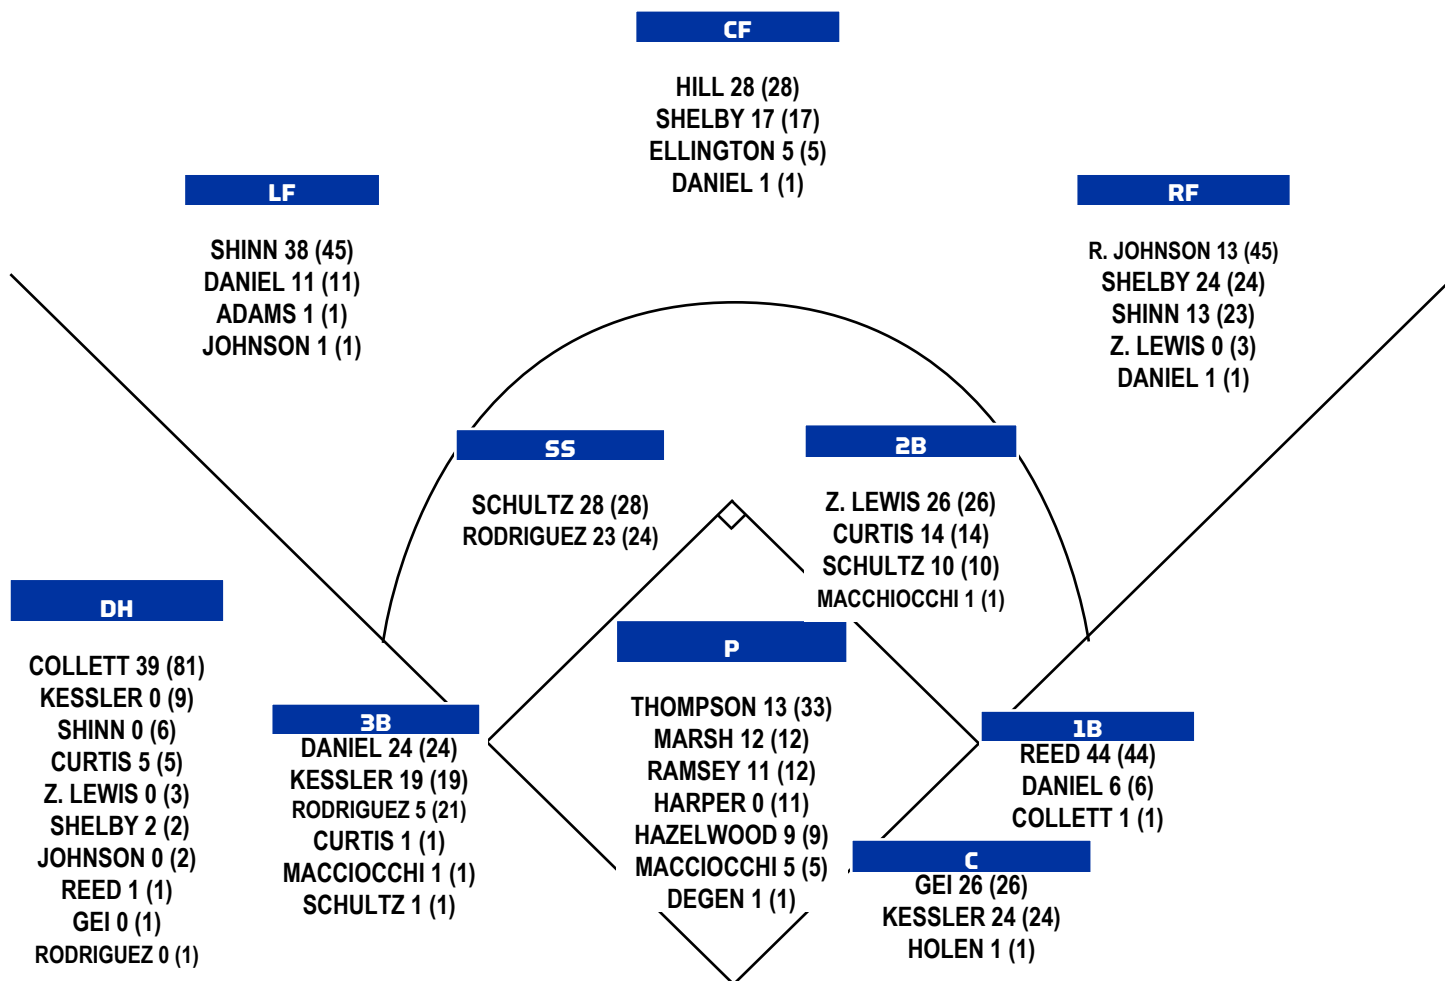 CF
HILL 28 (28)
SHELBY 17 (17)
ELLINGTON 5 (5)
DANIEL 1 (1)
LF
SHINN 38 (45)
DANIEL 11 (11)
ADAMS 1 (1)
JOHNSON 1 (1)
RF
R. JOHNSON 13 (45)
SHELBY 24 (24)
SHINN 13 (23)
Z. LEWIS 0 (3)
DANIEL 1 (1)
SS
SCHULTZ 28 (28)
RODRIGUEZ 23 (24)
2B
Z. LEWIS 26 (26)
CURTIS 14 (14)
SCHULTZ 10 (10)
MACCHIOCCHI 1 (1)
DH
COLLETT 39 (81)
KESSLER 0 (9)
SHINN 0 (6)
CURTIS 5 (5)
Z. LEWIS 0 (3)
SHELBY 2 (2)
JOHNSON 0 (2)
REED 1 (1)
GEI 0 (1)
RODRIGUEZ 0 (1)
3B
DANIEL 24 (24)
KESSLER 19 (19)
RODRIGUEZ 5 (21)
CURTIS 1 (1)
MACCIOCCHI 1 (1)
SCHULTZ 1 (1)
P
THOMPSON 13 (33)
MARSH 12 (12)
RAMSEY 11 (12)
HARPER 0 (11)
HAZELWOOD 9 (9)
MACCIOCCHI 5 (5)
DEGEN 1 (1)
1B
REED 44 (44)
DANIEL 6 (6)
COLLETT 1 (1)
C
GEI 26 (26)
KESSLER 24 (24)
HOLEN 1 (1)